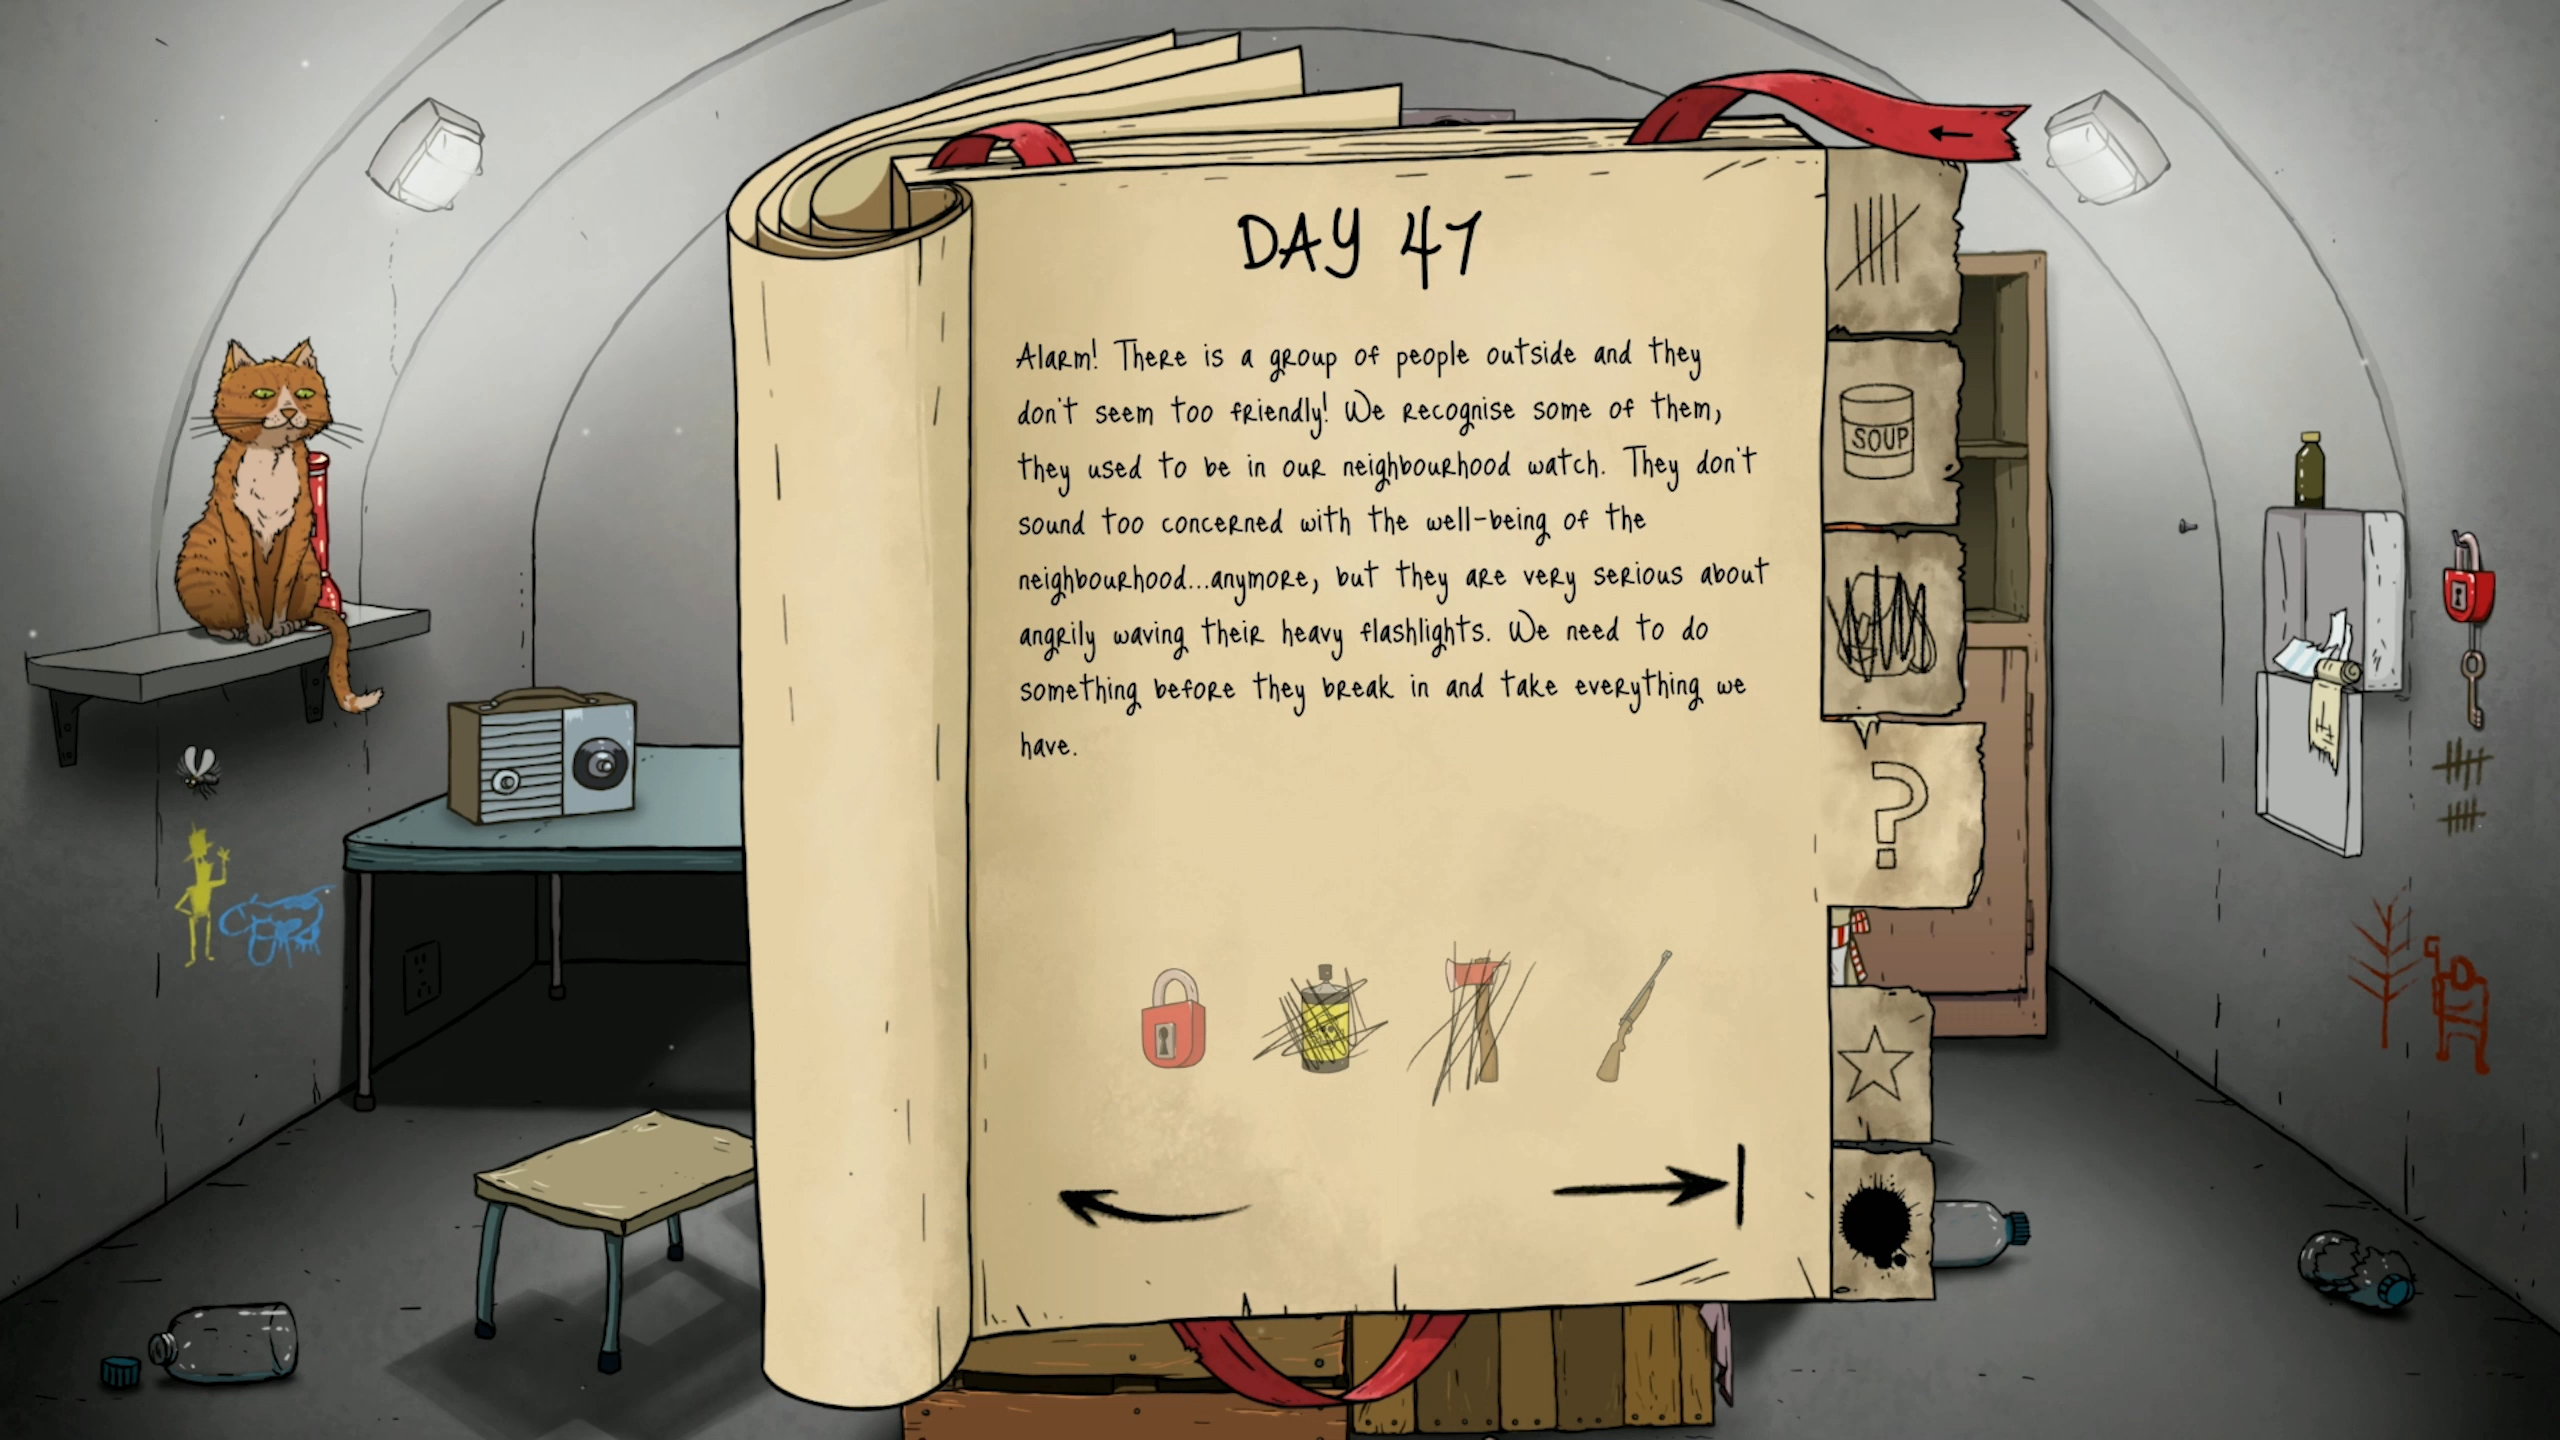 DAY 47
Alarm! There is a group of people outside and they
don't seem too friendly! We recognise some of them,
they used to be in our neighbourhood watch. They don't
sound too concerned with the well-being of the
neighbourhood...anymore, but they are very serious about
angrily waving their heavy flashlights. We need to do
something before they break in and take everything we
have.
SOUP